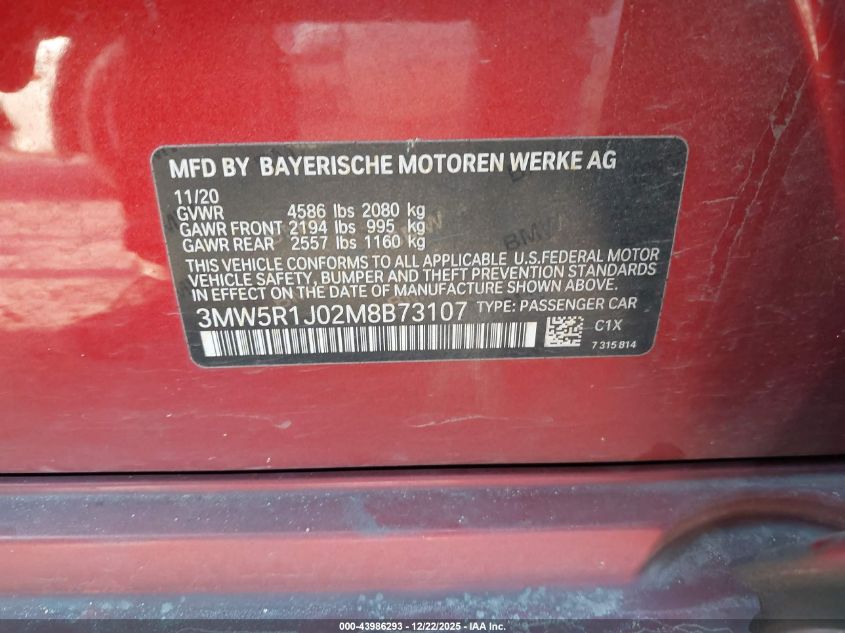 MFD BY BAYERISCHE MOTOREN WERKE AG
11/20
GVWR 4586 lbs 2080 kg
GAWR FRONT 2194 lbs 995 kg
GAWR REAR 2557 lbs 1160 kg
THIS VEHICLE CONFORMS TO ALL APPLICABLE U.S.FEDERAL MOTOR
VEHICLE SAFETY, BUMPER AND THEFT PREVENTION STANDARDS
IN EFFECT ON THE DATE OF MANUFACTURE SHOWN ABOVE.
3MW5R1J02M8B73107 TYPE: PASSENGER CAR
C1X
7 315 814
000-43986293 - 12/22/2025 - IAA, Inc.